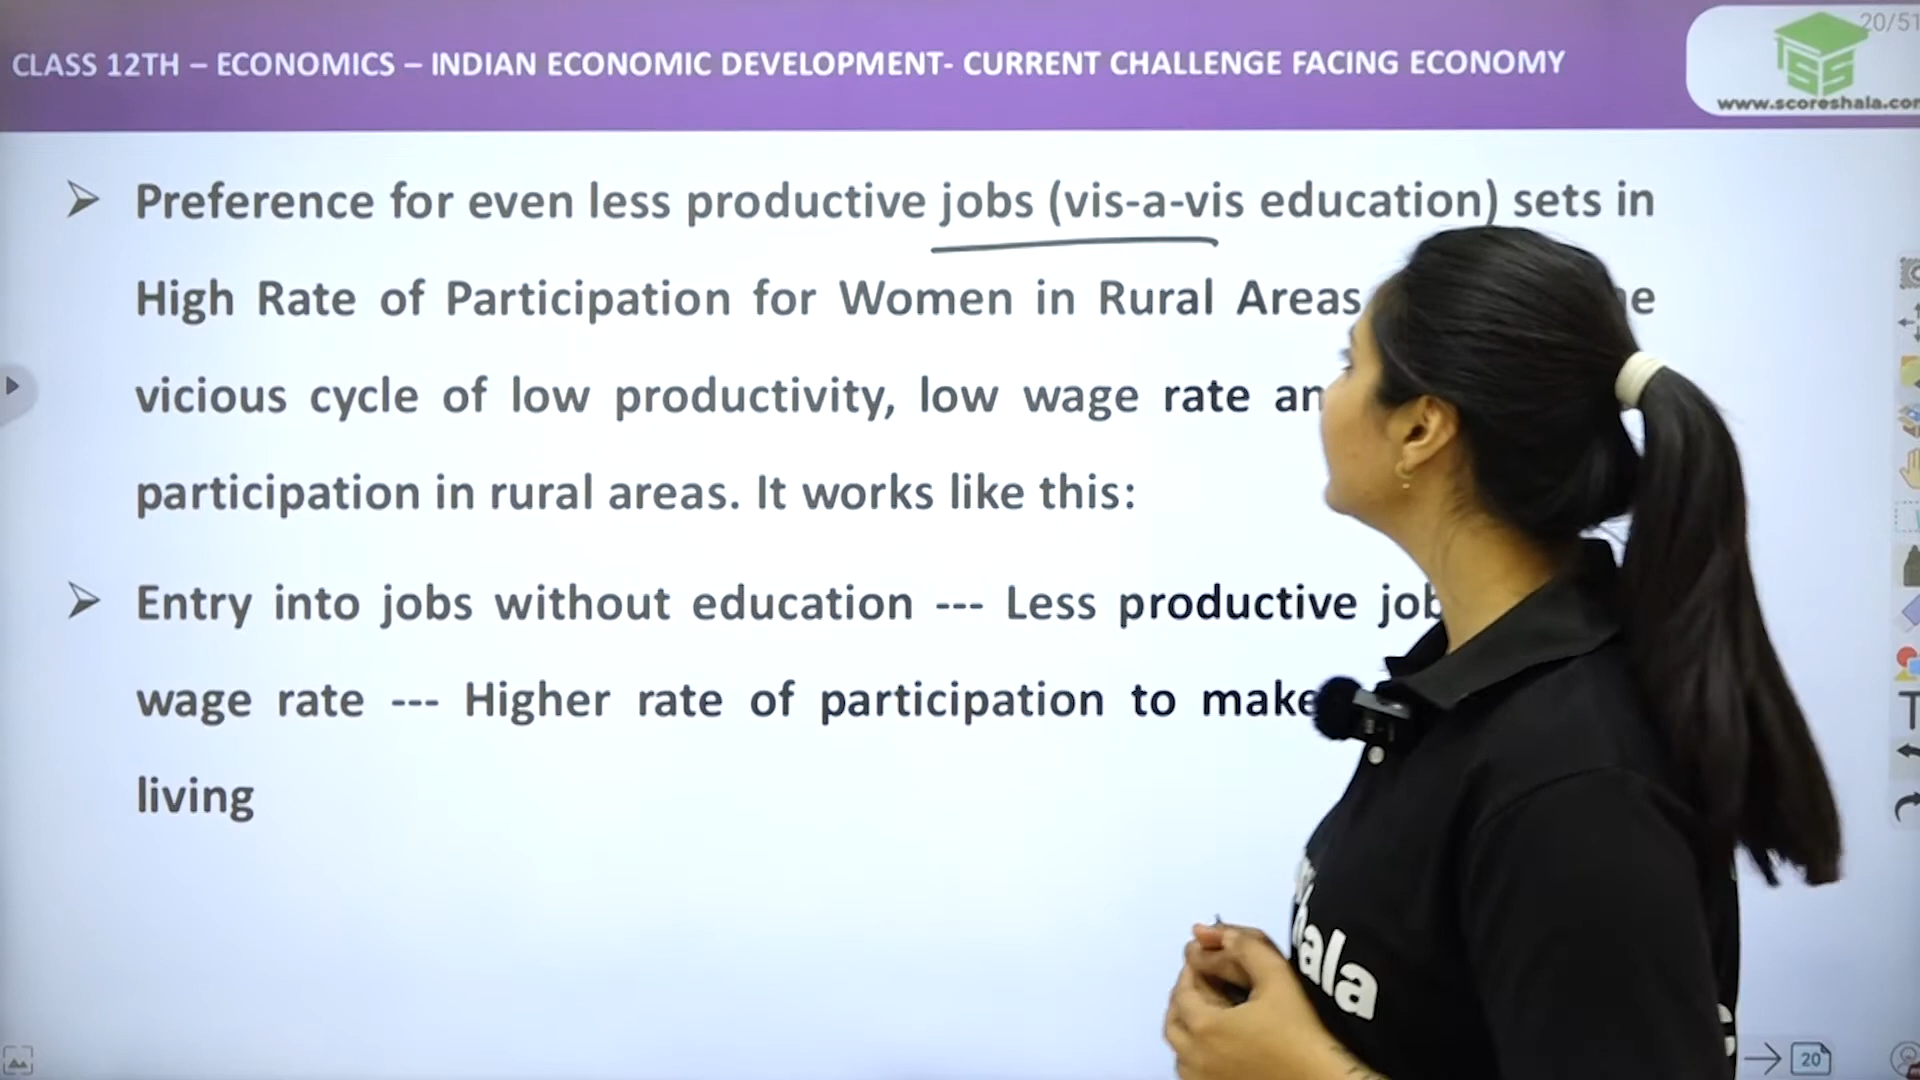 20/51
CLASS 12TH – ECONOMICS – INDIAN ECONOMIC DEVELOPMENT- CURRENT CHALLENGE FACING ECONOMY
SS
www.scoreshala.com
Preference for even less productive jobs (vis-a-vis education) sets in
High Rate of Participation for Women in Rural Areas
vicious cycle of low productivity, low wage rate
participation in rural areas. It works like this:
Entry into jobs without education --- Less productive
wage rate --- Higher rate of participation to make
living
ala
T
20